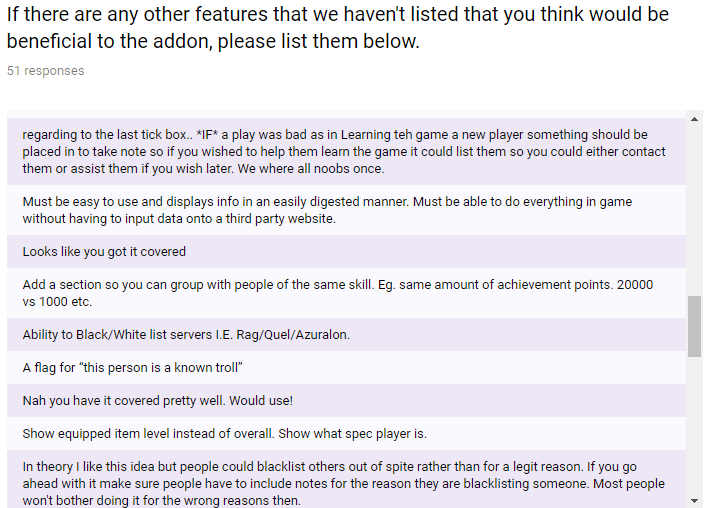 If there are any other features that we haven't listed that you think would be
beneficial to the addon, please list them below.
51 responses
regarding to the last tick box.. *IF* a play was bad as in Learning teh game a new player something should be
placed in to take note so if you wished to help them learn the game it could list them so you could either contact
them or assist them if you wish later. We where all noobs once.
Must be easy to use and displays info in an easily digested manner. Must be able to do everything in game
without having to input data onto a third party website.
Looks like you got it covered
Add a section so you can group with people of the same skill. Eg. same amount of achievement points. 20000
vs 1000 etc.
Ability to Black/White list servers I.E. Rag/Quel/Azuralon.
A flag for “this person is a known troll”
Nah you have it covered pretty well. Would use!
Show equipped item level instead of overall. Show what spec player is.
In theory I like this idea but people could blacklist others out of spite rather than for a legit reason. If you go
ahead with it make sure people have to include notes for the reason they are blacklisting someone. Most people
won't bother doing it for the wrong reasons then.